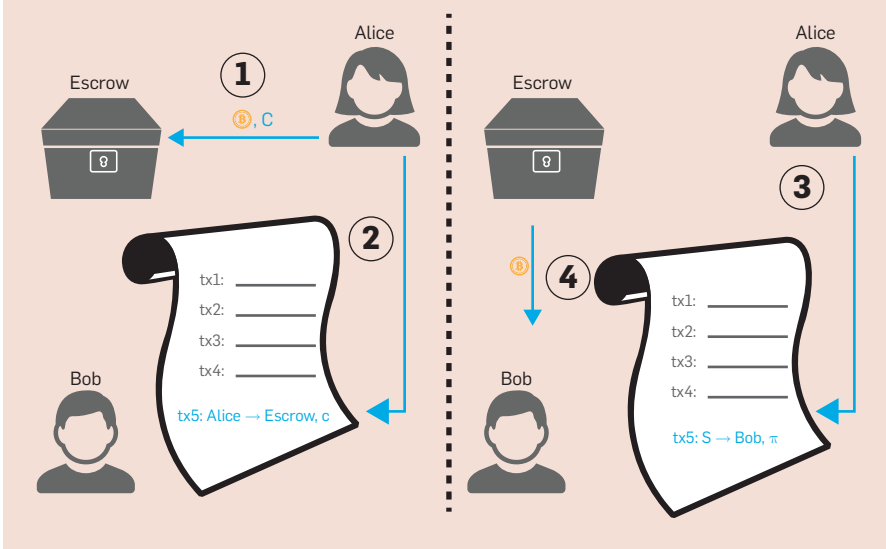 Alice
Escrow
1
₿, C
2
tx1:
tx2:
tx3:
tx4:
tx5: Alice → Escrow, c
Bob
Alice
Escrow
3
₿
4
tx1:
tx2:
tx3:
tx4:
tx5: S → Bob, π
Bob